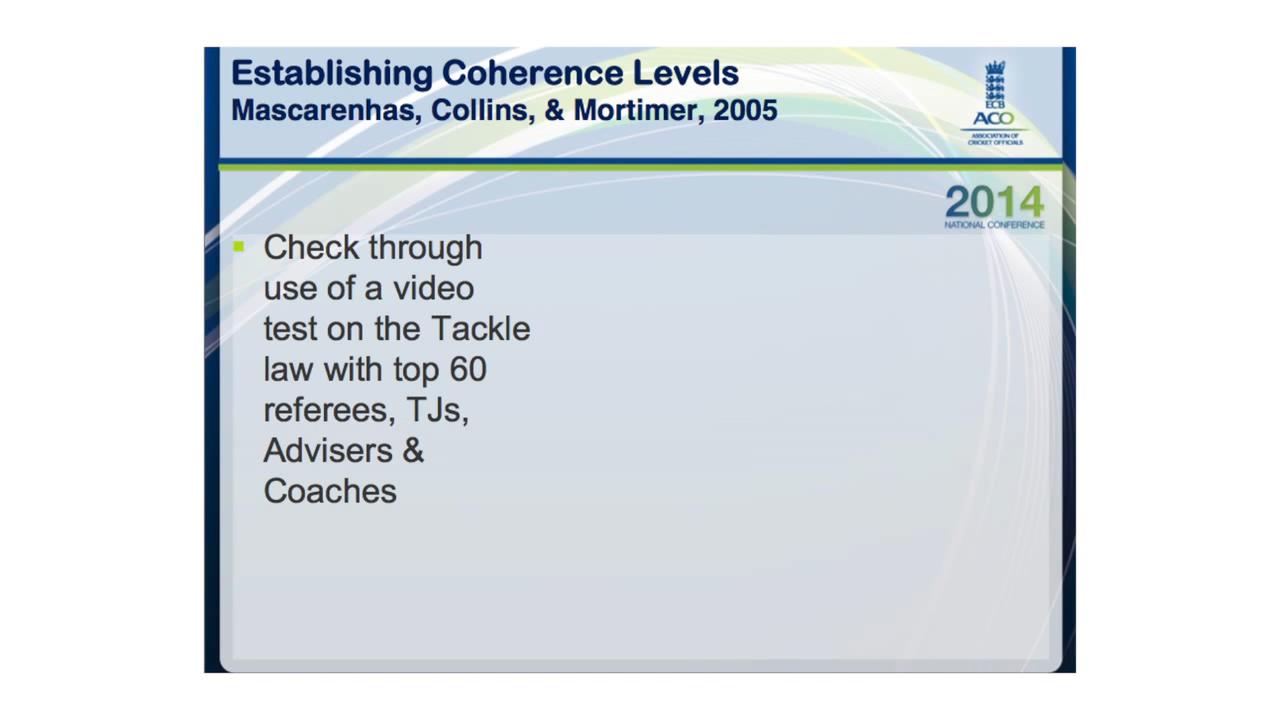 Establishing Coherence Levels
Mascarenhas, Collins, & Mortimer, 2005
ECB
ACO
ASSOCIATION OF
CRICKET OFFICIALS
2014
NATIONAL CONFERENCE
Check through
use of a video
test on the Tackle
law with top 60
referees, TJs,
Advisers &
Coaches